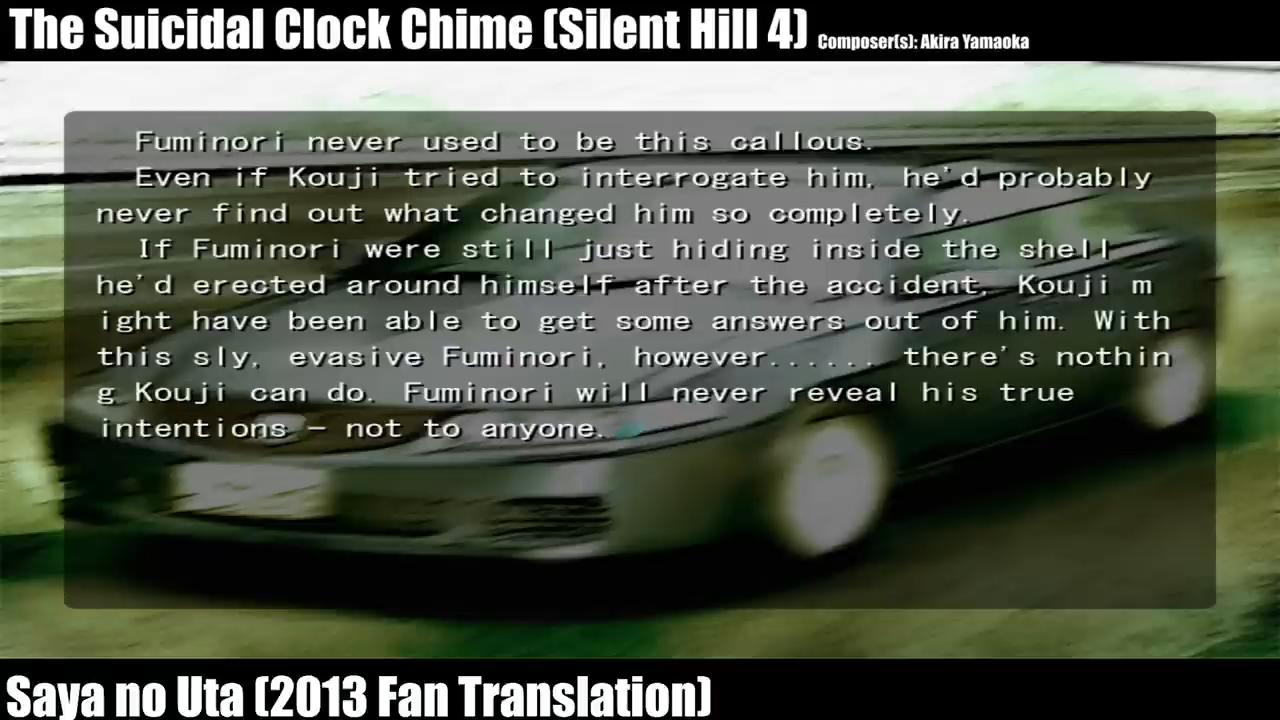 The Suicidal Clock Chime (Silent Hill 4) Composer(s): Akira Yamaoka
Fuminori never used to be this callous.
Even if Kouji tried to interrogate him, he'd probably
never find out what changed him so completely.
If Fuminori were still just hiding inside the shell
he'd erected around himself after the accident, Kouji m
ight have been able to get some answers out of him. With
this sly, evasive Fuminori, however...... there's nothin
g Kouji can do. Fuminori will never reveal his true
intentions – not to anyone.
Saya no Uta (2013 Fan Translation)